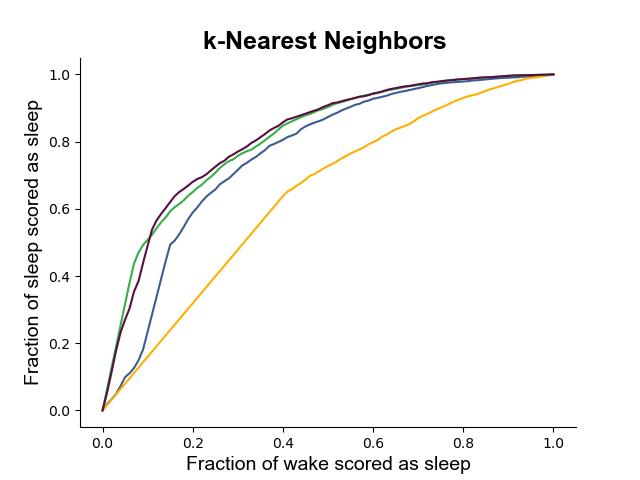 k-Nearest Neighbors
Fraction of sleep scored as sleep
1.0
0.8
0.6
0.4
0.2
0.0
0.0 0.2 0.4 0.6 0.8 1.0
Fraction of wake scored as sleep